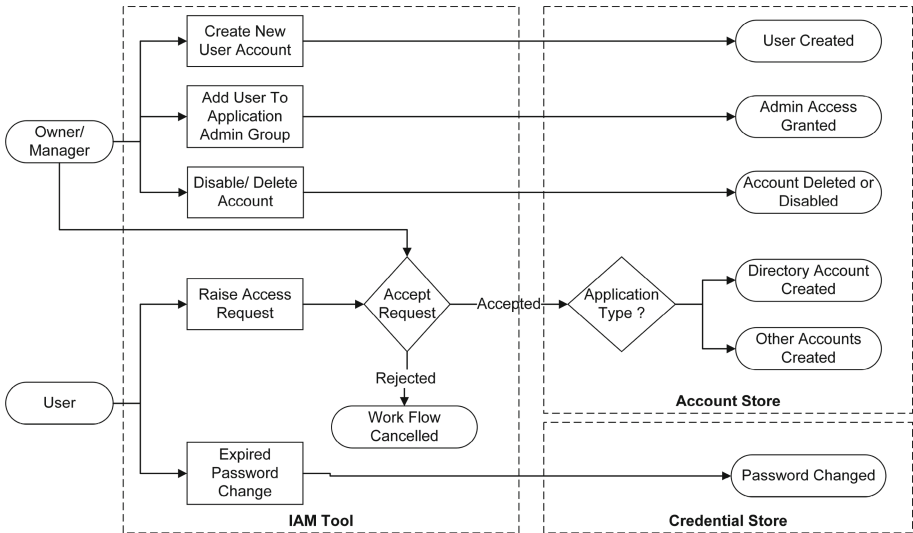 Create New
User Account
User Created
Add User To
Application
Admin Group
Admin Access
Granted
Owner/
Manager
Disable/ Delete
Account
Account Deleted or
Disabled
Raise Access
Request
Accept
Request
Accepted
Application
Type ?
Directory Account
Created
Other Accounts
Created
Rejected
Work Flow
Cancelled
Account Store
User
Expired
Password
Change
Password Changed
IAM Tool
Credential Store